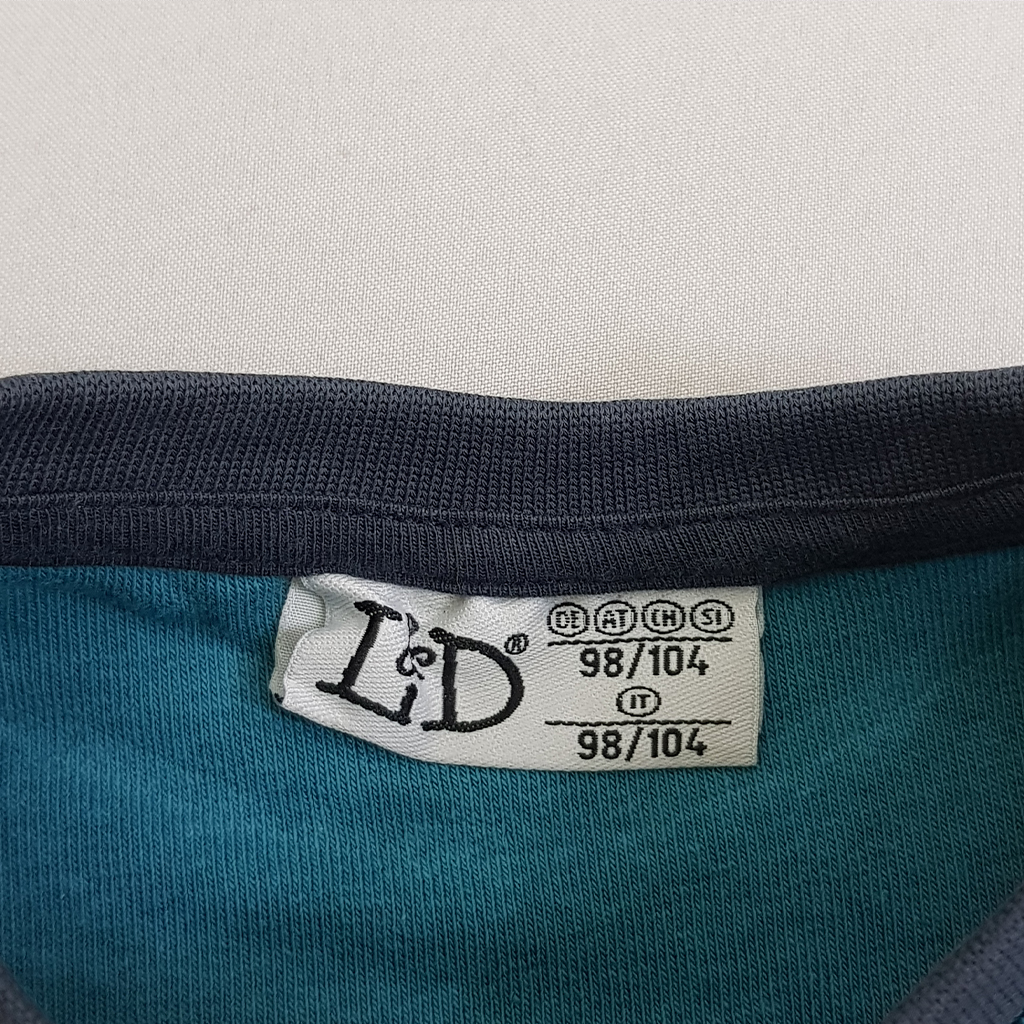 L&D®
DE AT CH SI
98/104
IT
98/104